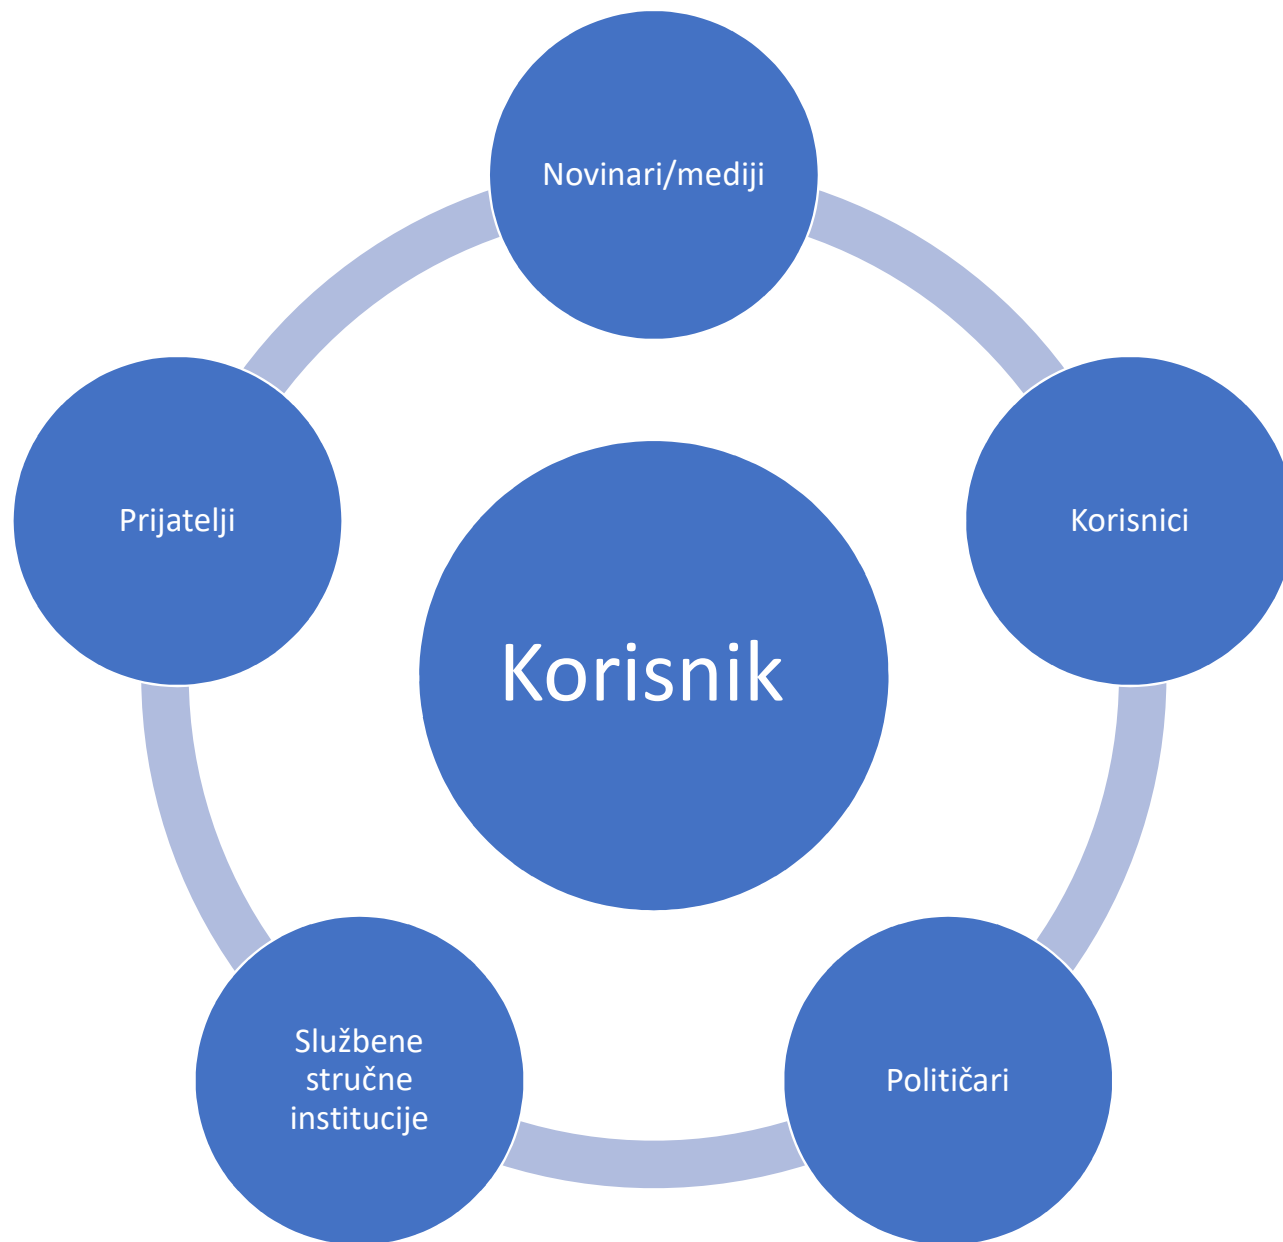 Novinari/mediji
Prijatelji
Korisnici
Korisnik
Službene
stručne
institucije
Političari